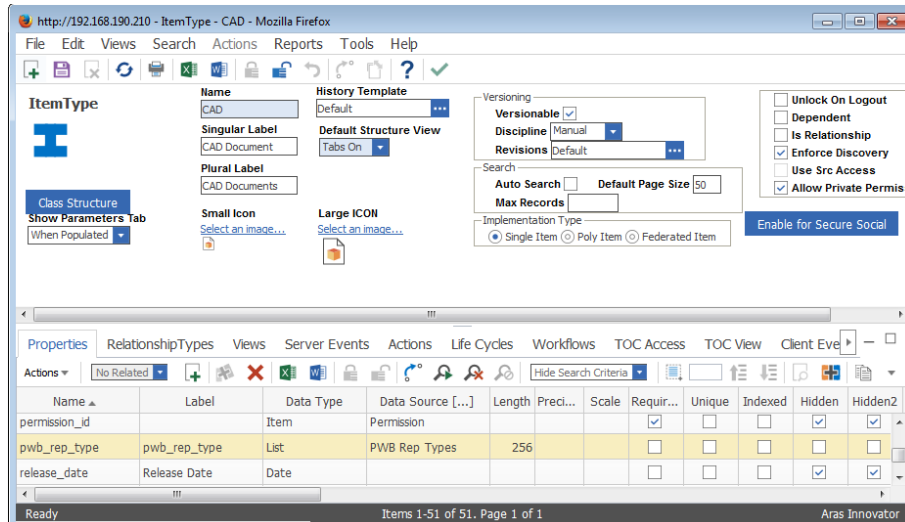 http://192.168.190.210 - ItemType - CAD - Mozilla Firefox
File Edit Views Search Actions Reports Tools Help
ItemType
Class Structure
Show Parameters Tab
When Populated
Name
CAD
Singular Label
CAD Document
Plural Label
CAD Documents
Small Icon
Select an image...
History Template
Default
Default Structure View
Tabs On
Large ICON
Select an image...
Versioning
Versionable
Discipline Manual
Revisions Default
Search
Auto Search Default Page Size 50
Max Records
Implementation Type
Single Item Poly Item Federated Item
Unlock On Logout
Dependent
Is Relationship
Enforce Discovery
Use Src Access
Allow Private Permis
Enable for Secure Social
Properties RelationshipTypes Views Server Events Actions Life Cycles Workflows TOC Access TOC View Client Eve
Actions No Related Hide Search Criteria
Name Label Data Type Data Source [...] Length Preci... Scale Requir... Unique Indexed Hidden Hidden2
permission_id Item Permission
pwb_rep_type pwb_rep_type List PWB Rep Types 256
release_date Release Date Date
Ready Items 1-51 of 51. Page 1 of 1 Aras Innovator